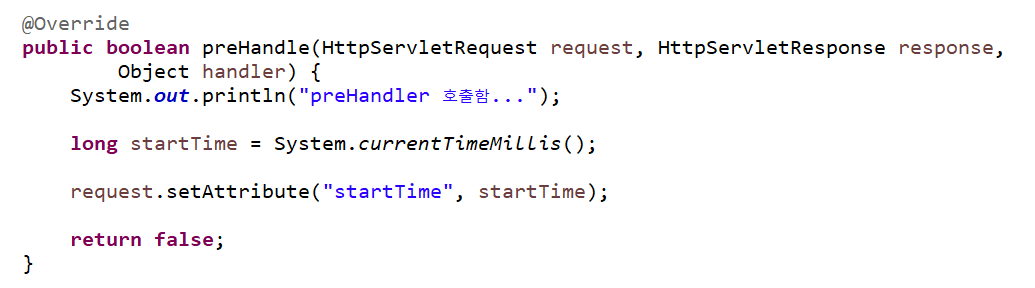 @Override
public boolean preHandle(HttpServletRequest request, HttpServletResponse response,
        Object handler) {
    System.out.println("preHandler 호출함...");
    long startTime = System.currentTimeMillis();
    request.setAttribute("startTime", startTime);
    return false;
}